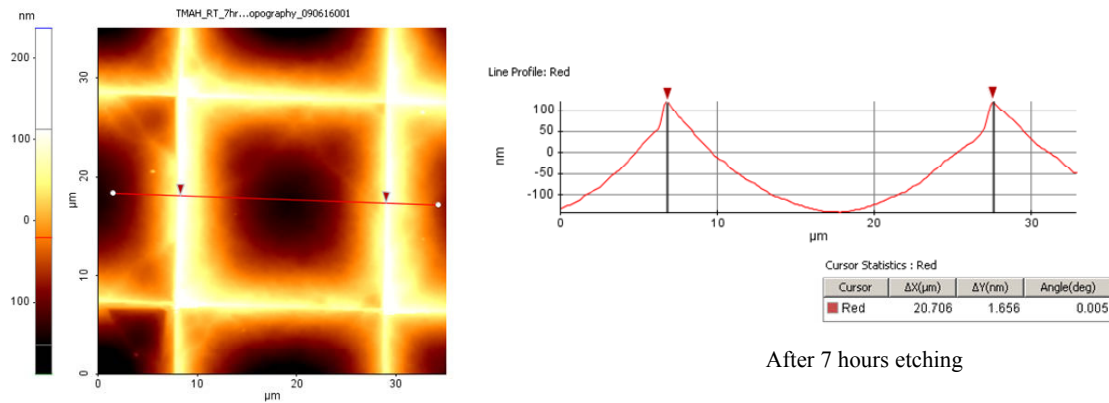 nm
TMAH_RT_7hr...opography_090616001
200
100
0
100
30
20
10
0
µm
0
10
20
30
µm
Line Profile: Red
100
50
0
-100
nm
0
10
20
30
µm
Cursor Statistics : Red
Cursor ΔX(µm) ΔY(nm) Angle(deg)
Red 20.706 1.656 0.005
After 7 hours etching